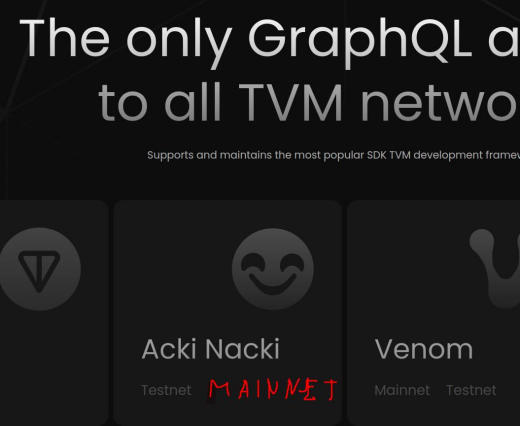 The only GraphQL a
to all TVM netwo
Supports and maintains the most popular SDK TVM development framew
Acki Nacki
Testnet MAINNET
Venom
Mainnet Testnet